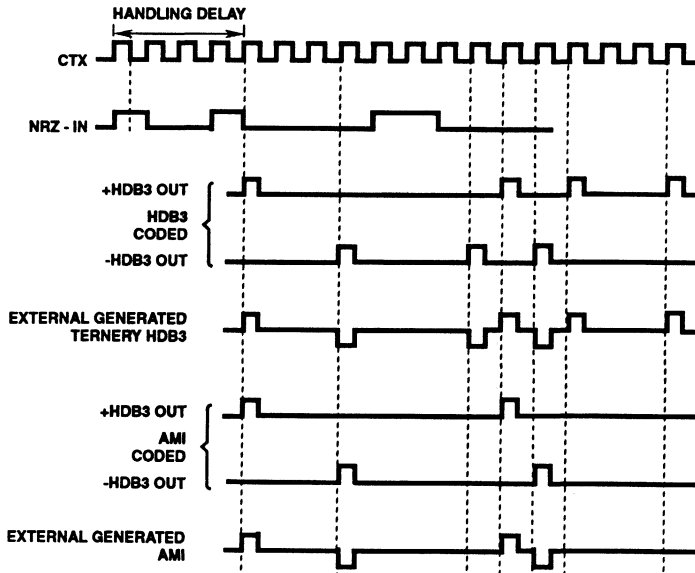 HANDLING DELAY
CTX
NRZ - IN
+HDB3 OUT
HDB3
CODED
-HDB3 OUT
EXTERNAL GENERATED
TERNERY HDB3
+HDB3 OUT
AMI
CODED
-HDB3 OUT
EXTERNAL GENERATED
AMI